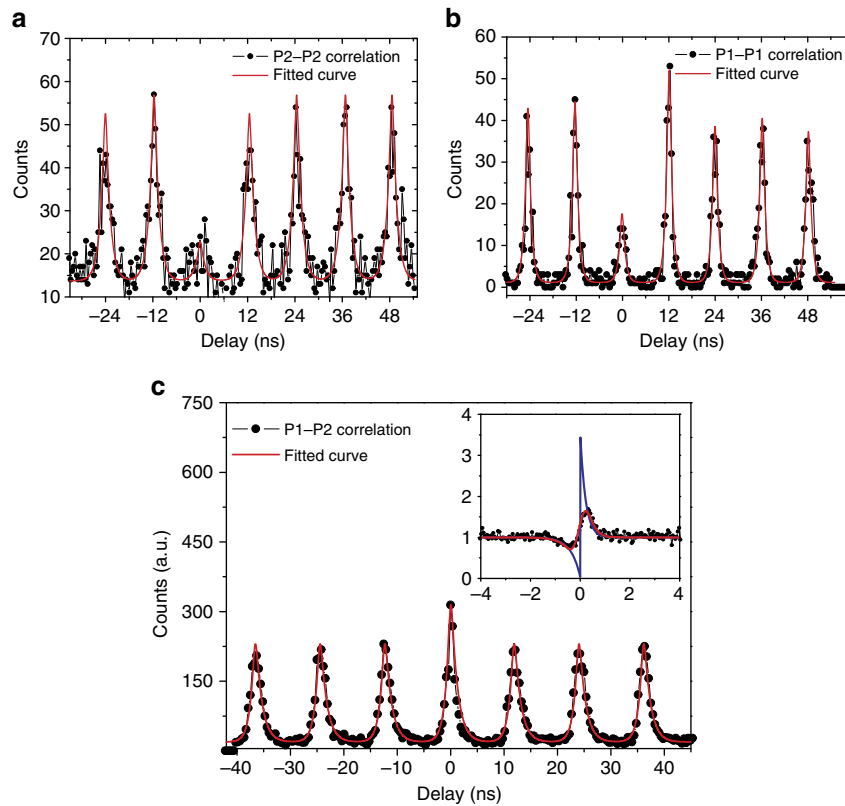 a
P2–P2 correlation
Fitted curve
70
60
50
40
30
20
10
Counts
−24 −12 0 12 24 36 48
Delay (ns)
b
P1–P1 correlation
Fitted curve
60
50
40
30
20
10
0
Counts
−24 −12 0 12 24 36 48
Delay (ns)
c
P1–P2 correlation
Fitted curve
750
600
450
300
150
Counts (a.u.)
4
3
2
1
0
−4 −2 0 2 4
−40 −30 −20 −10 0 10 20 30 40
Delay (ns)